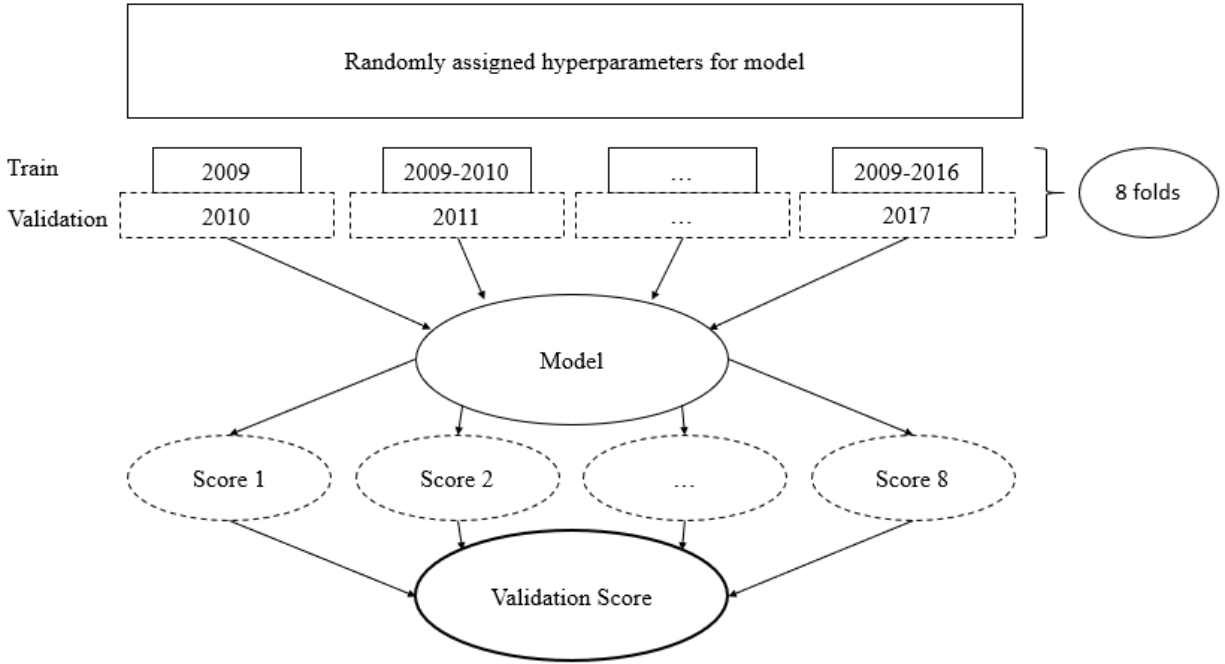 Randomly assigned hyperparameters for model
Train
2009
2009-2010
...
2009-2016
8 folds
Validation
2010
2011
...
2017
Model
Score 1
Score 2
...
Score 8
Validation Score